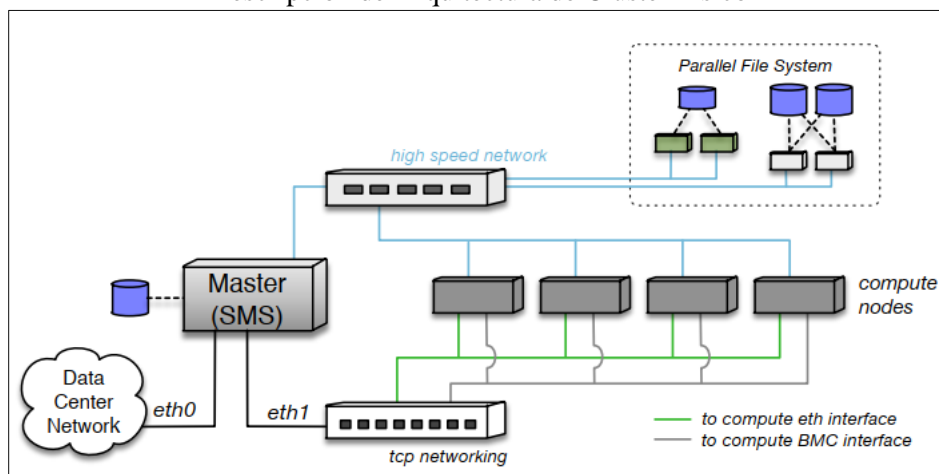 Parallel File System
high speed network
Master
(SMS)
compute
nodes
Data
Center
Network
eth0
eth1
tcp networking
to compute eth interface
to compute BMC interface